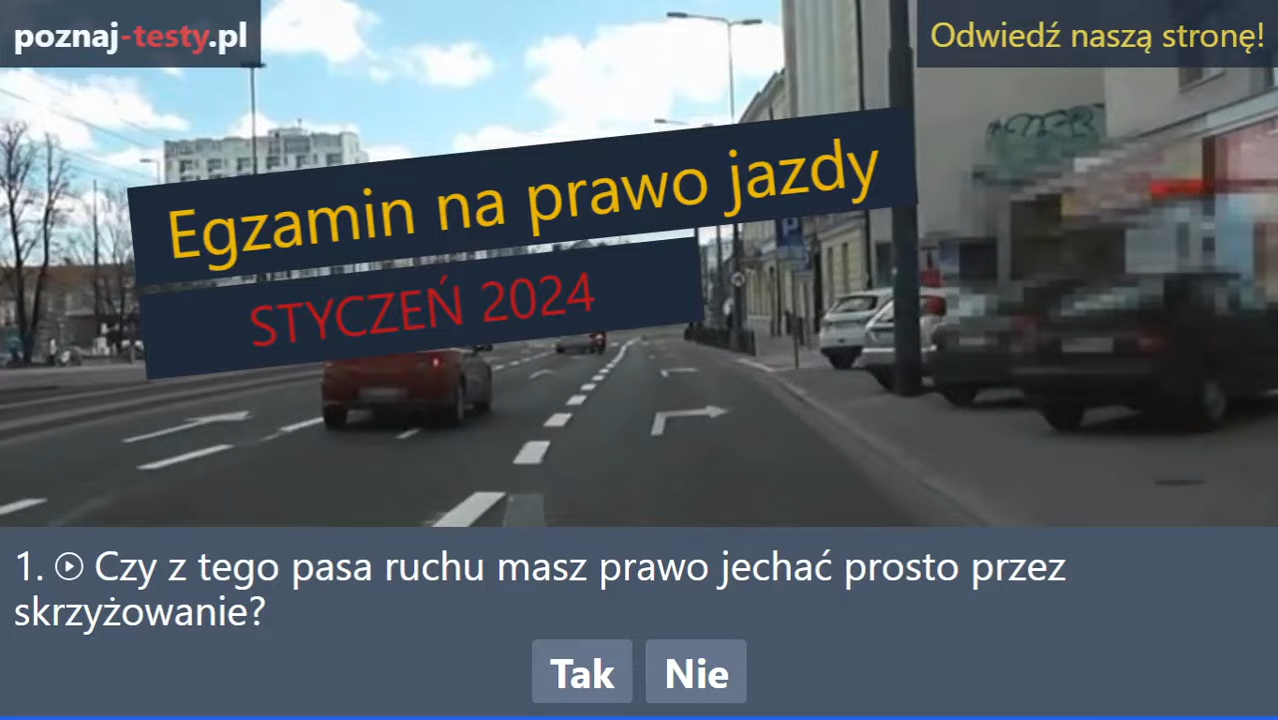 poznaj-testy.pl
Odwiedź naszą stronę!
Egzamin na prawo jazdy
STYCZEŃ 2024
P
1. Czy z tego pasa ruchu masz prawo jechać prosto przez
skrzyżowanie?
Tak Nie